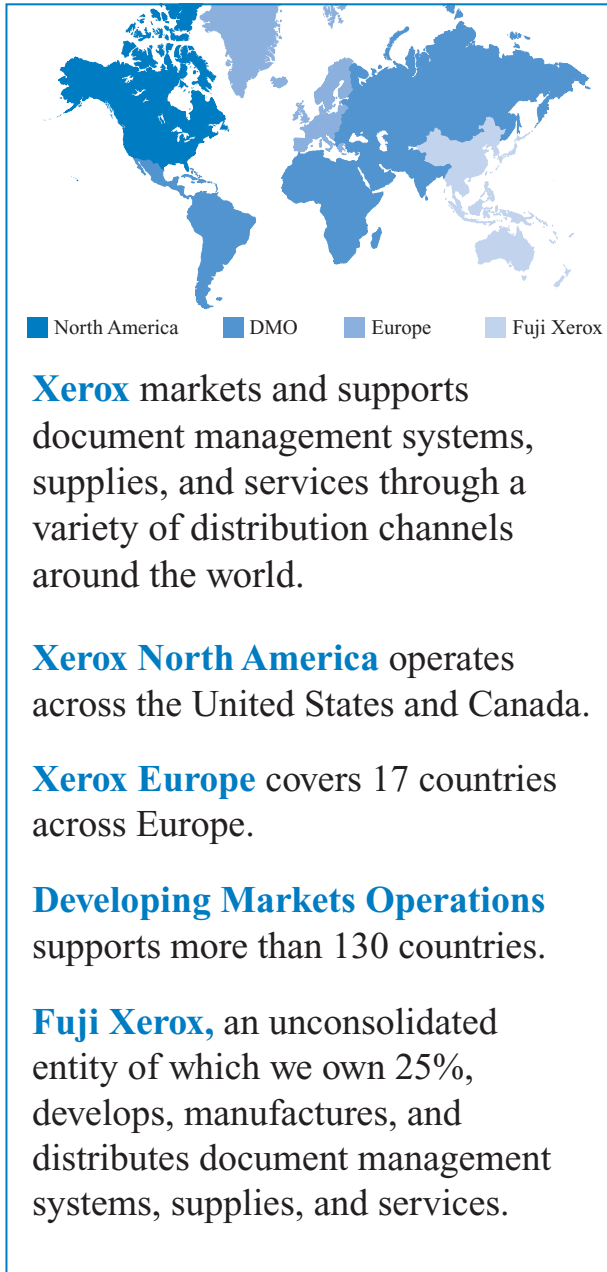 North America DMO Europe Fuji Xerox
Xerox markets and supports
document management systems,
supplies, and services through a
variety of distribution channels
around the world.
Xerox North America operates
across the United States and Canada.
Xerox Europe covers 17 countries
across Europe.
Developing Markets Operations
supports more than 130 countries.
Fuji Xerox, an unconsolidated
entity of which we own 25%,
develops, manufactures, and
distributes document management
systems, supplies, and services.